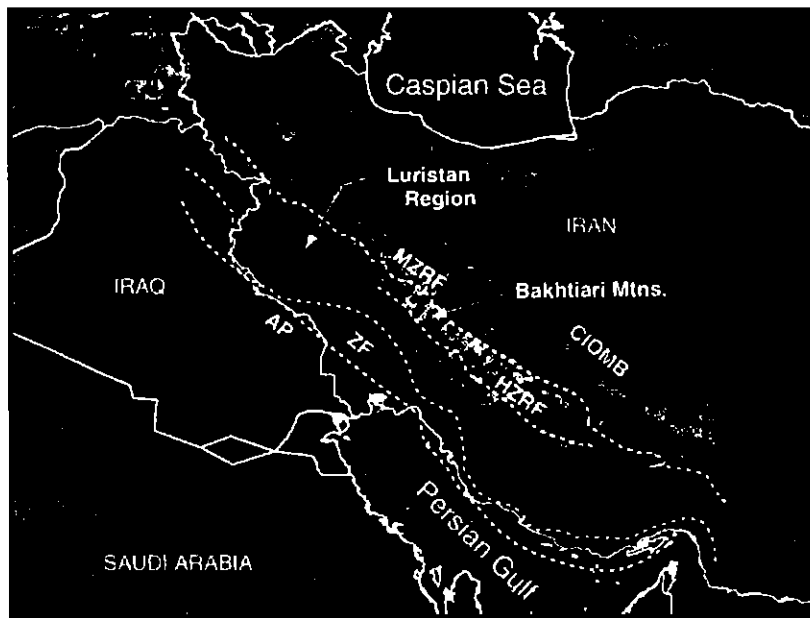 Caspian Sea
Luristan
Region
IRAN
MZRF
IRAQ
Bakhtiari Mtns.
AP
ZF
CIOMB
HZRF
Persian Gulf
SAUDI ARABIA